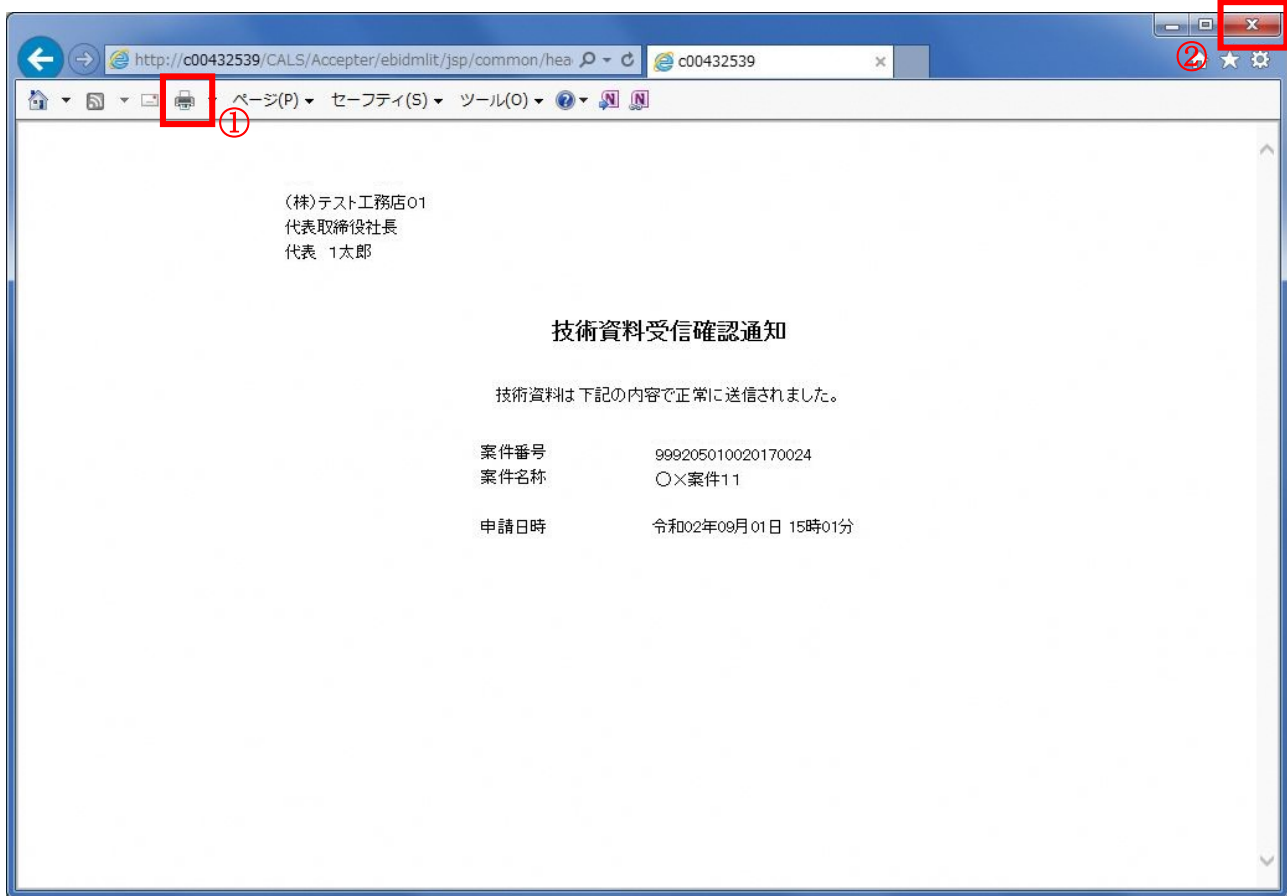 ②
http://c00432539/CALS/Accepter/ebidmlit/jsp/common/hea
c00432539
ページ(P) セーフティ(S) ツール(O)
①
(株)テスト工務店01
代表取締役社長
代表 1太郎
技術資料受信確認通知
技術資料は下記の内容で正常に送信されました。
案件番号 999205010020170024
案件名称 〇×案件11
申請日時 令和02年09月01日 15時01分